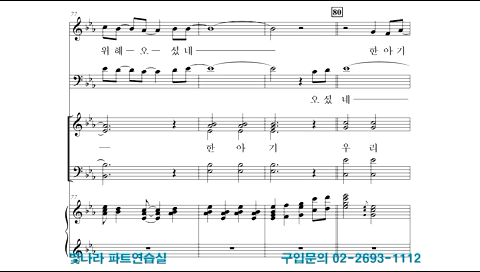 77
80
위해 오 셨 네
한 아 기
오 셨 네
한 아 기 우 리
77
빛나라 파트연습실 구입문의 02-2693-1112